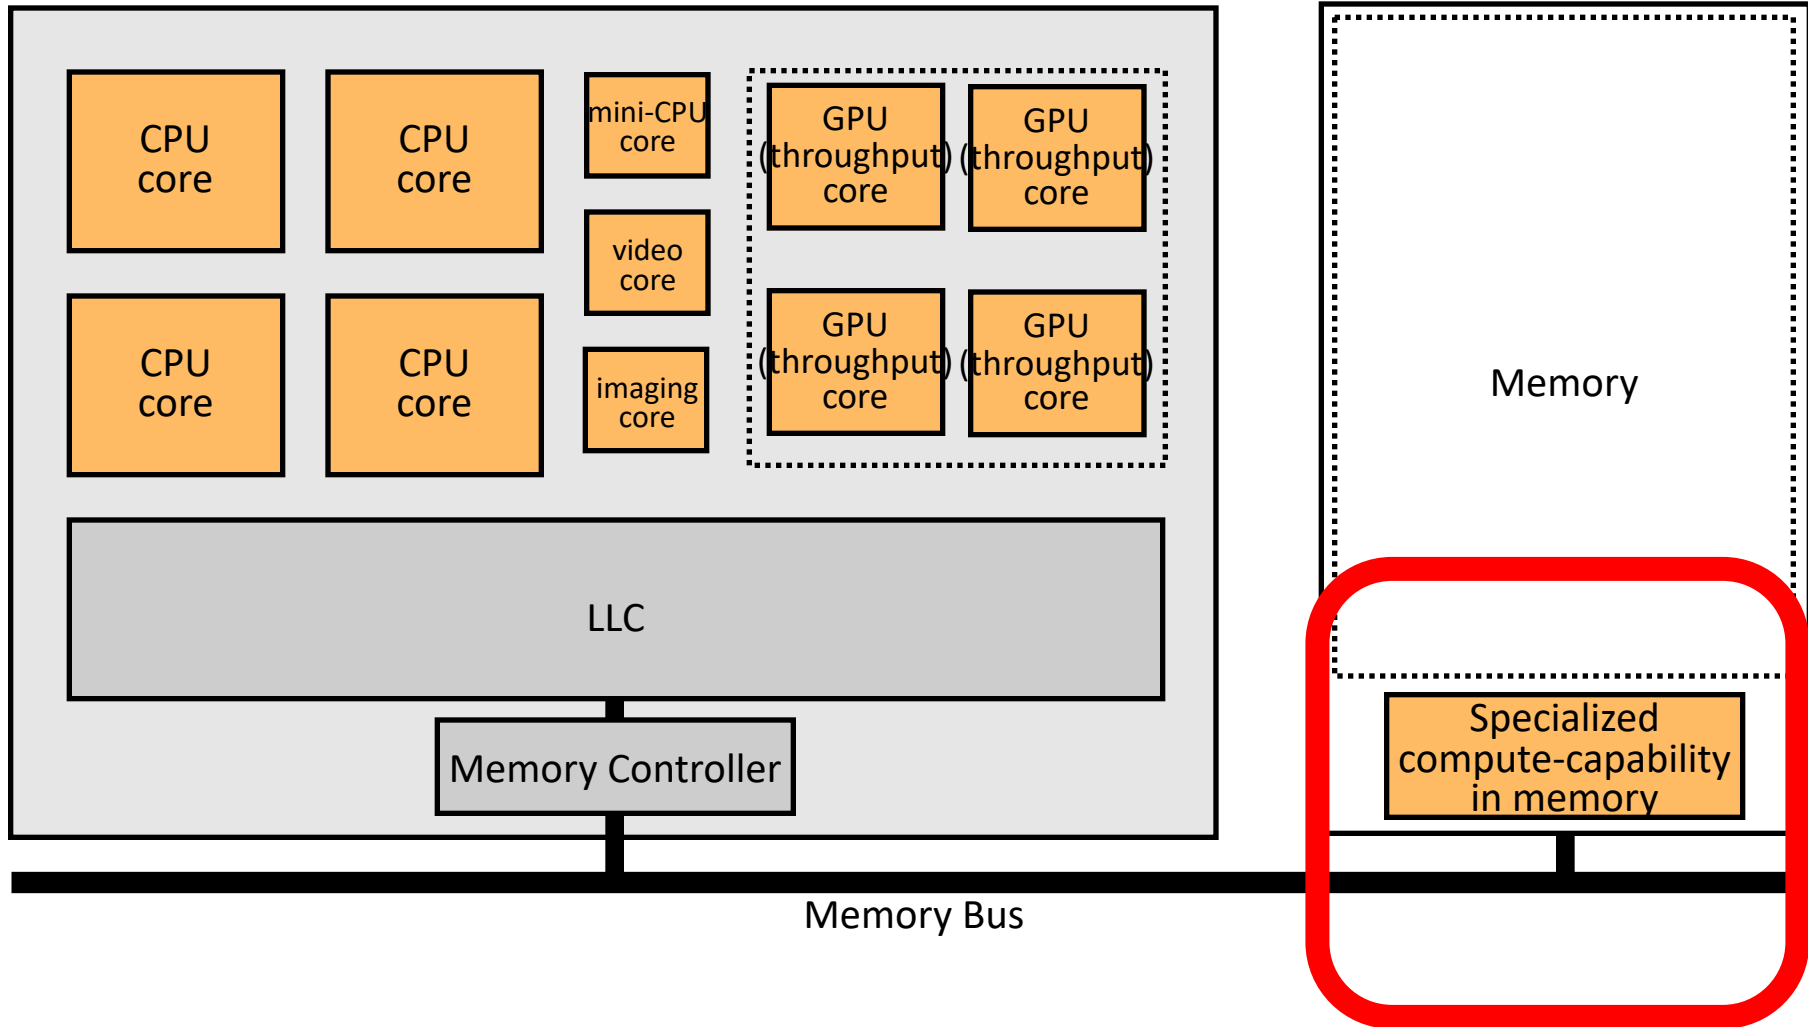 CPU
core
CPU
core
mini-CPU
core
video
core
imaging
core
GPU
(throughput)
core
GPU
(throughput)
core
CPU
core
CPU
core
GPU
(throughput)
core
GPU
(throughput)
core
LLC
Memory Controller
Memory Bus
Memory
Specialized
compute-capability
in memory